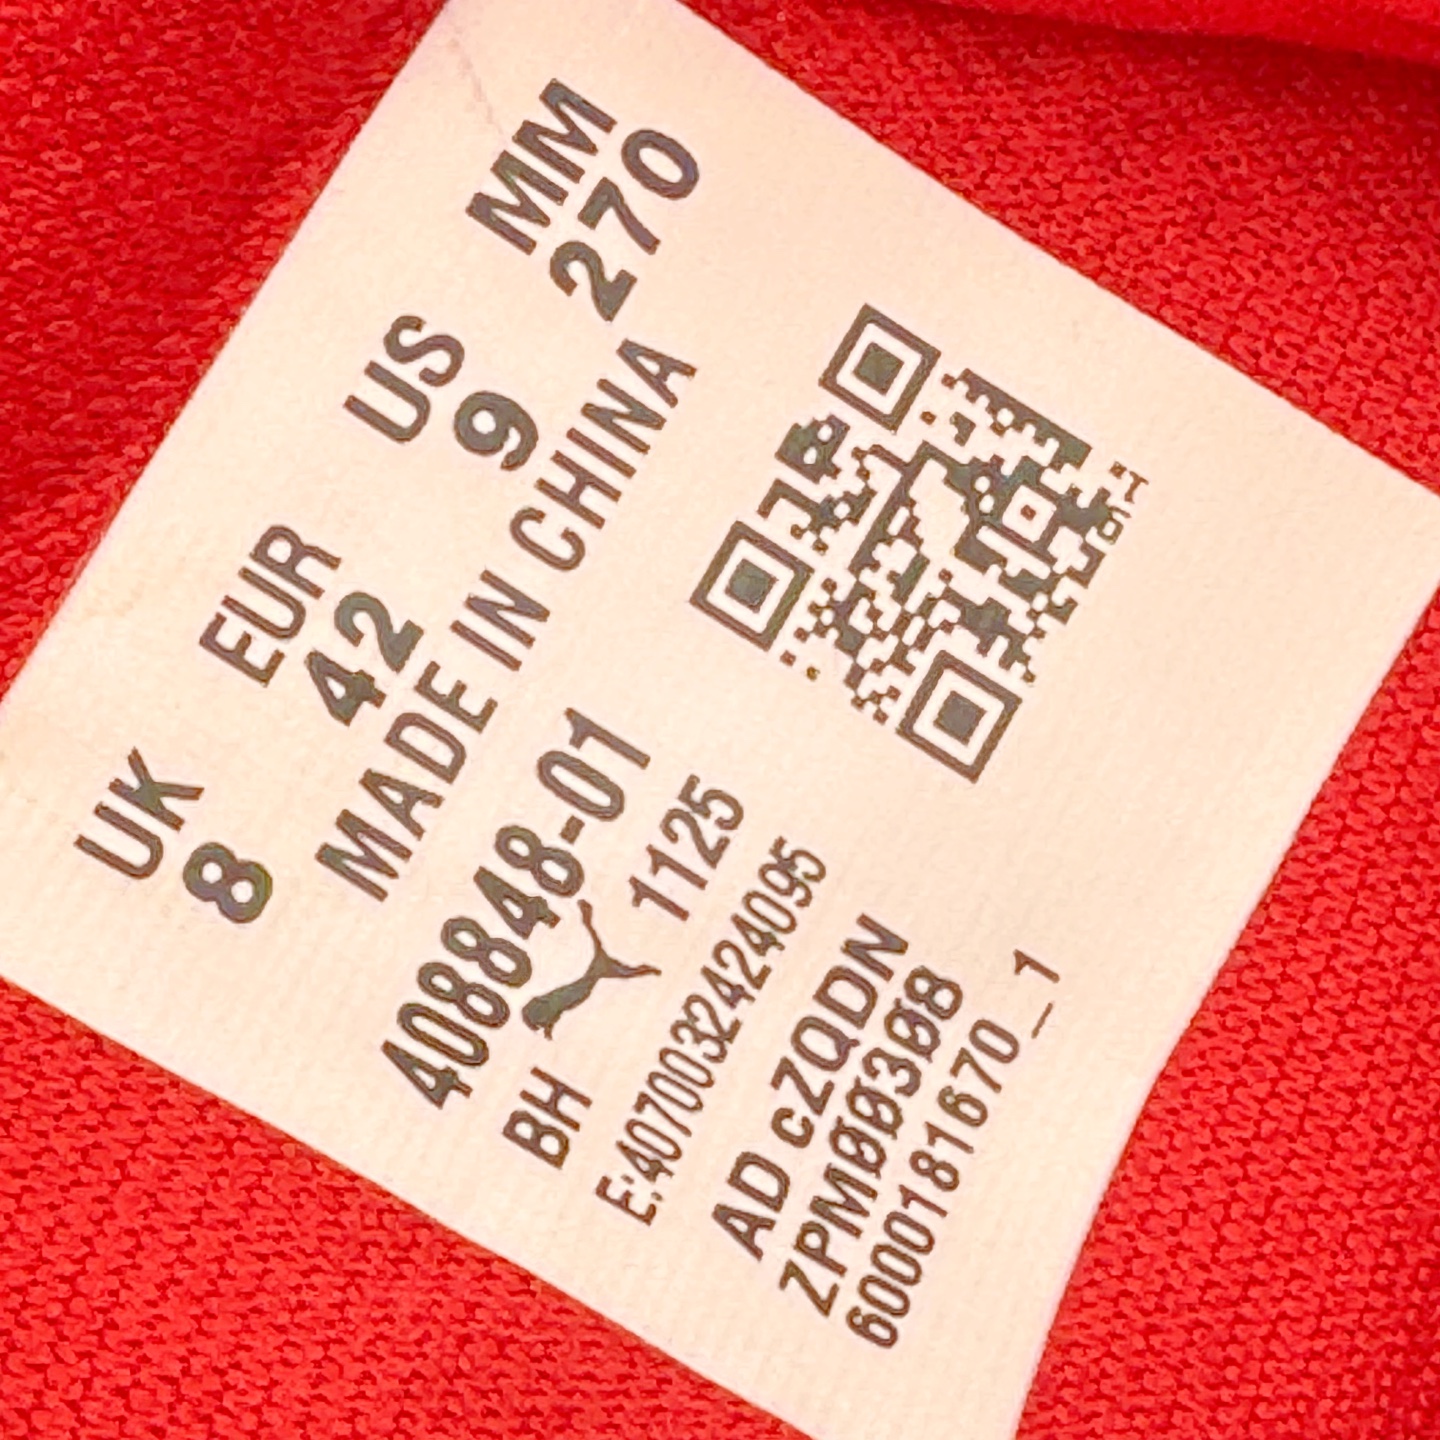 UK EUR US MM
8 42 9 270
MADE IN CHINA
408848-01
BH 1125
E:4070032424095
AD cZQDN
ZPM00308
6000181670_1